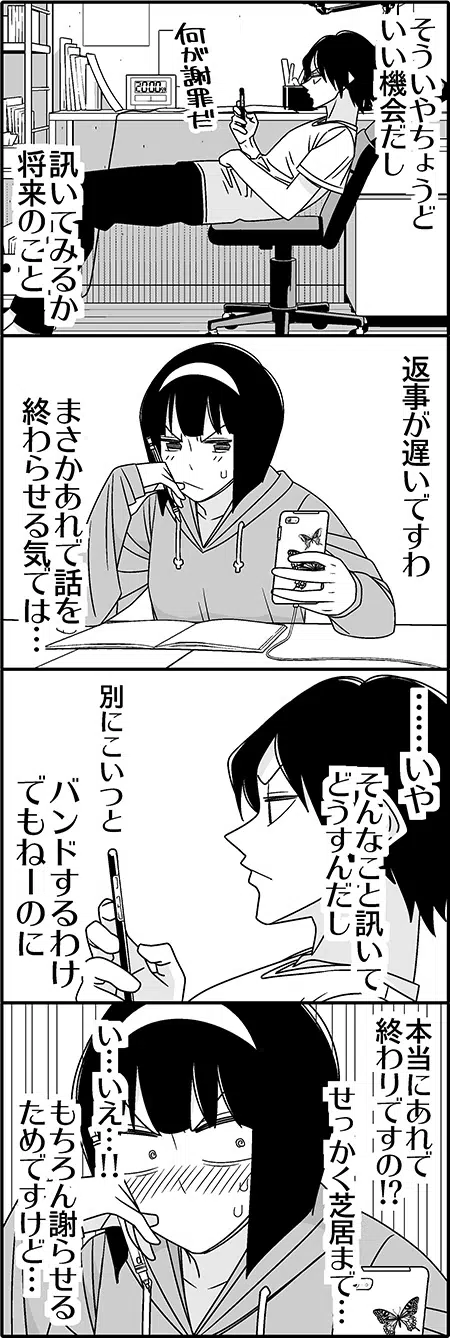 そういやちょうど
いい機会だし
何が謝罪だ
2000
訊いてみるか
将来のこと
返事が遅いですわ
まさかあれで話を
終わらせる気では…
……いや
そんなこと訊いて
どうすんだし
別にこいつと
バンドするわけ
でもねーのに
本当にあれで
終わりですの!?
せっかく芝居まで…
い…いえ…!!
もちろん謝らせる
ためですけど…